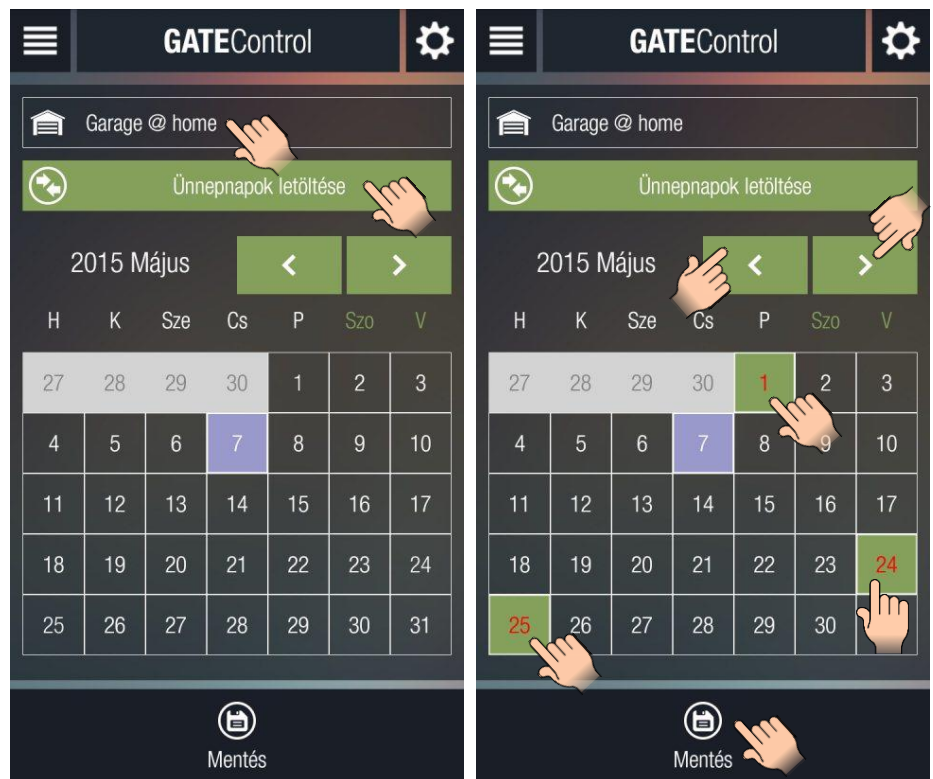 GATEControl
Garage @ home
Ünnepnapok letöltése
2015 Május
H K Sze Cs P Szo V
27 28 29 30 1 2 3
4 5 6 7 8 9 10
11 12 13 14 15 16 17
18 19 20 21 22 23 24
25 26 27 28 29 30 31
Mentés
GATEControl
Garage @ home
Ünnepnapok letöltése
2015 Május
H K Sze Cs P Szo V
27 28 29 30 1 2 3
4 5 6 7 8 9 10
11 12 13 14 15 16 17
18 19 20 21 22 23 24
25 26 27 28 29 30
Mentés